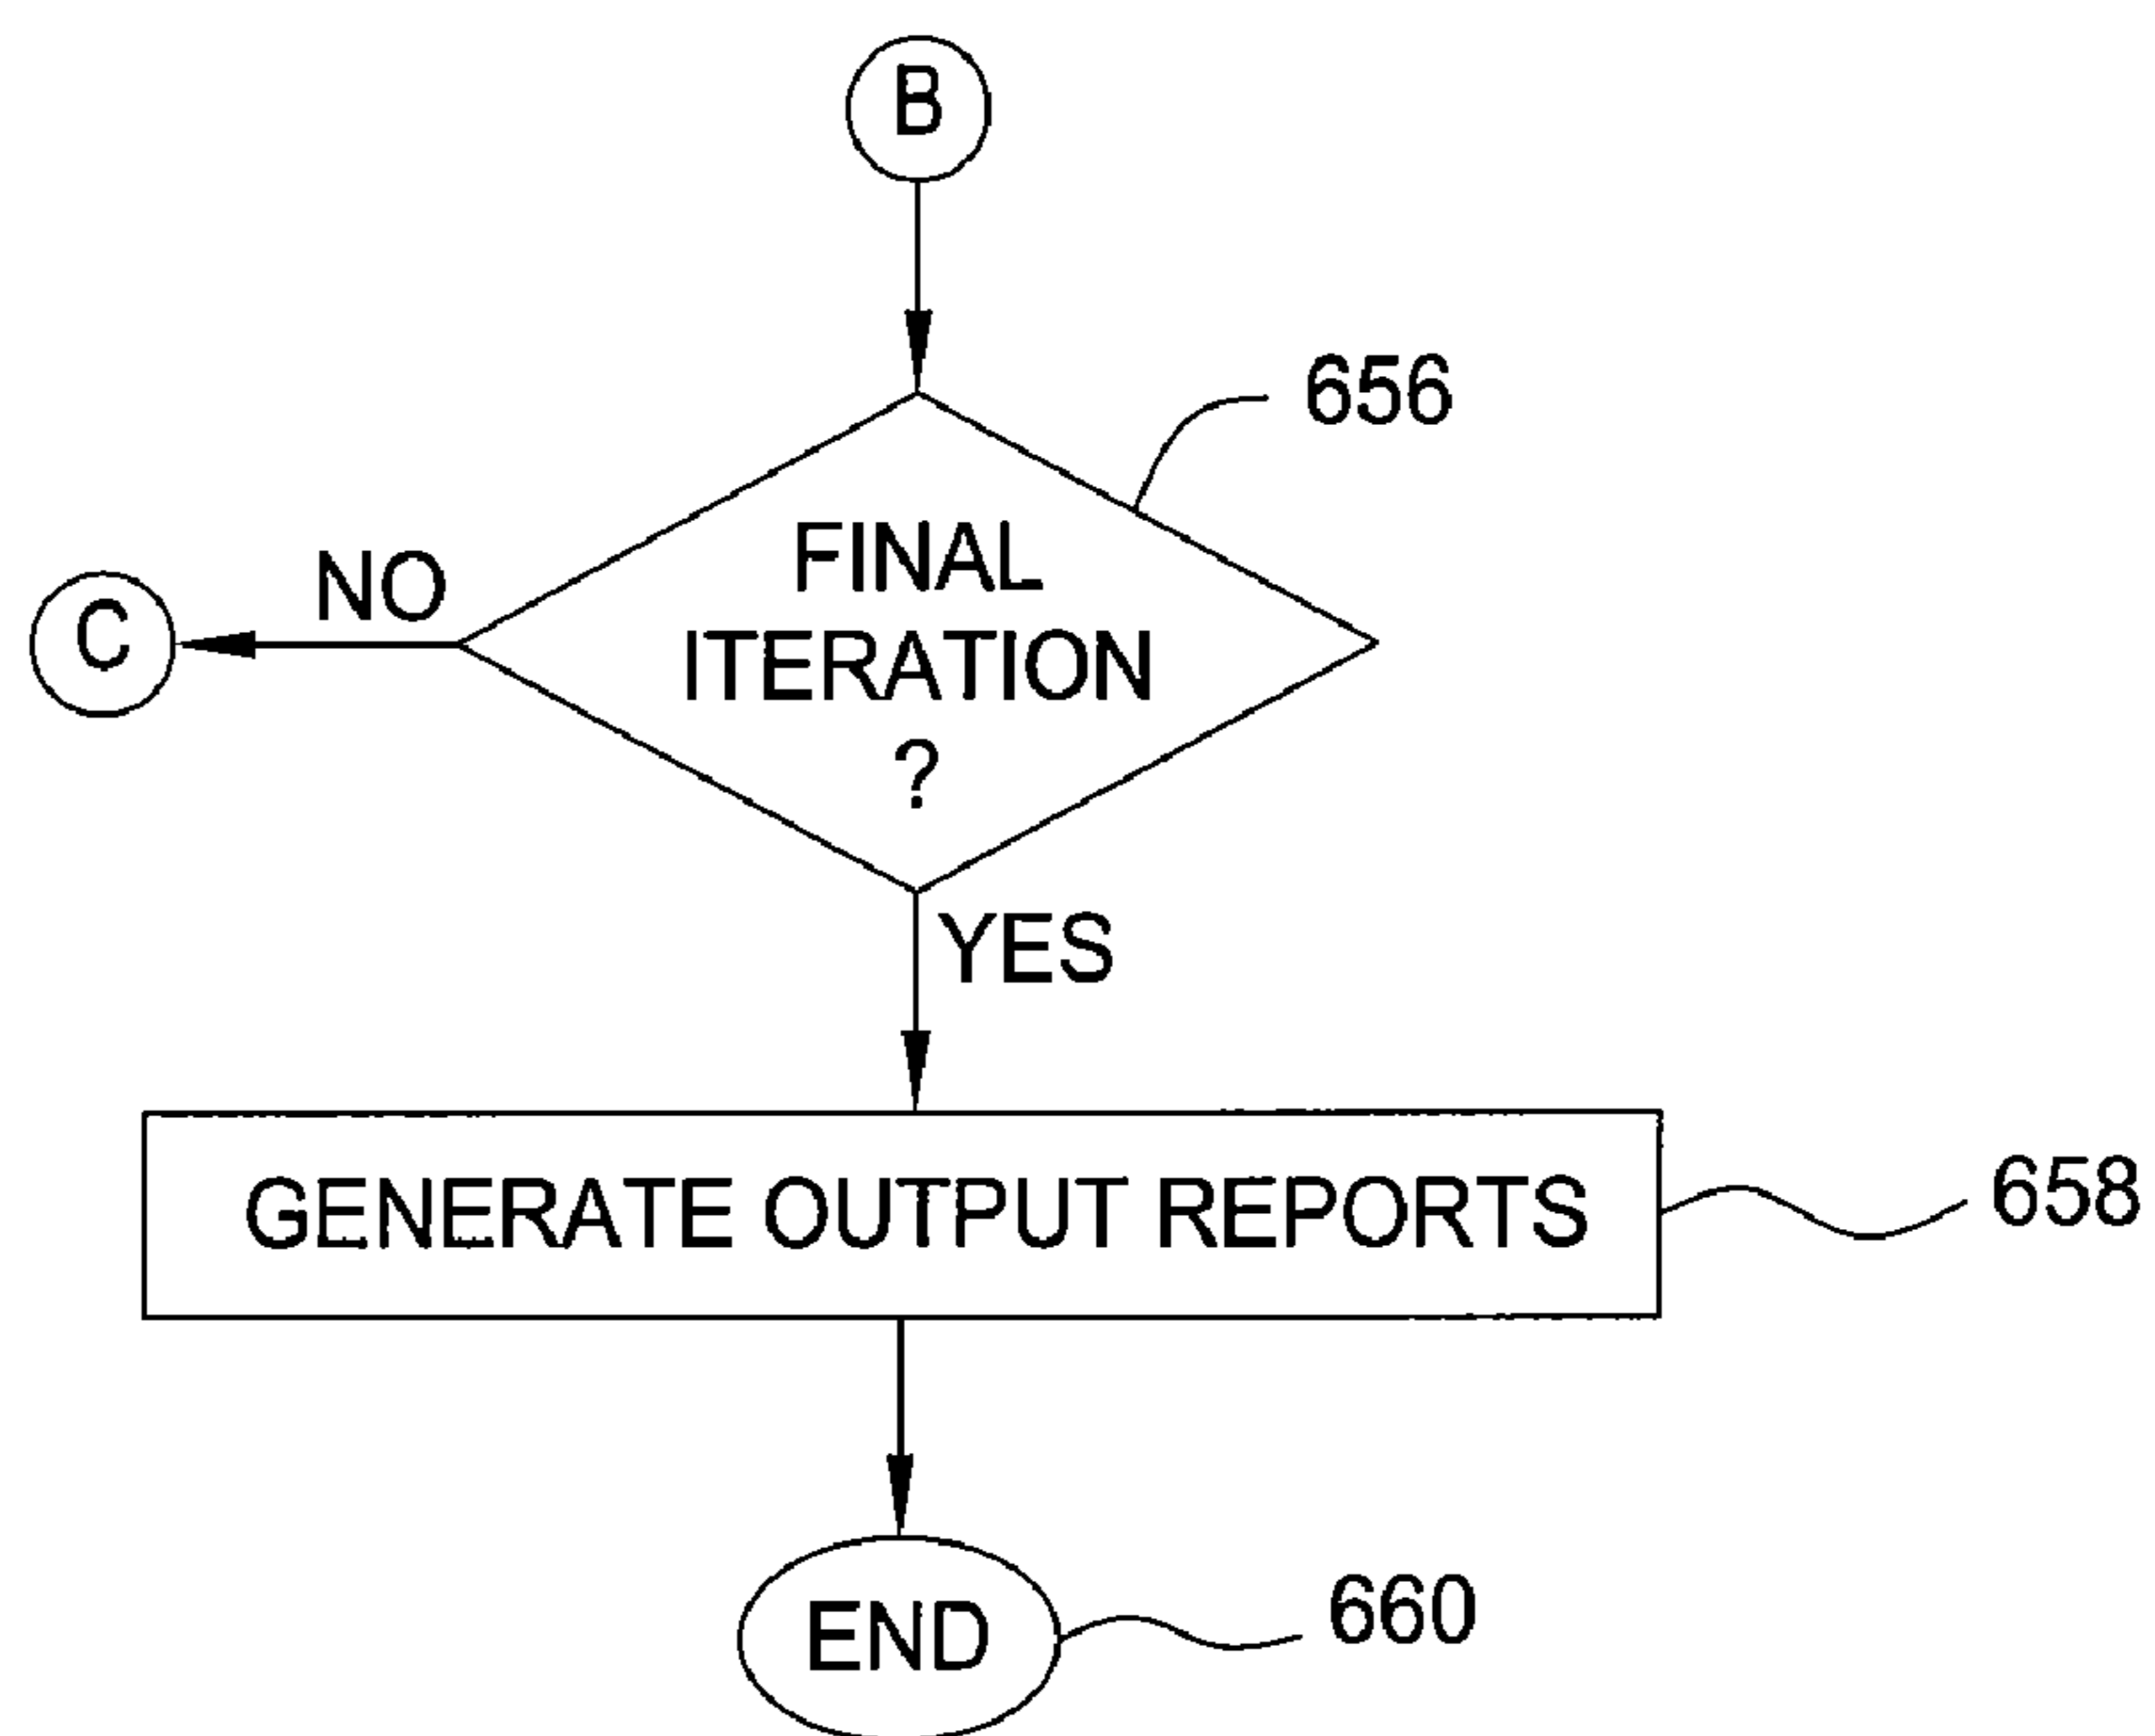 B
656
FINAL
ITERATION
?
NO
C
YES
GENERATE OUTPUT REPORTS
658
END
660